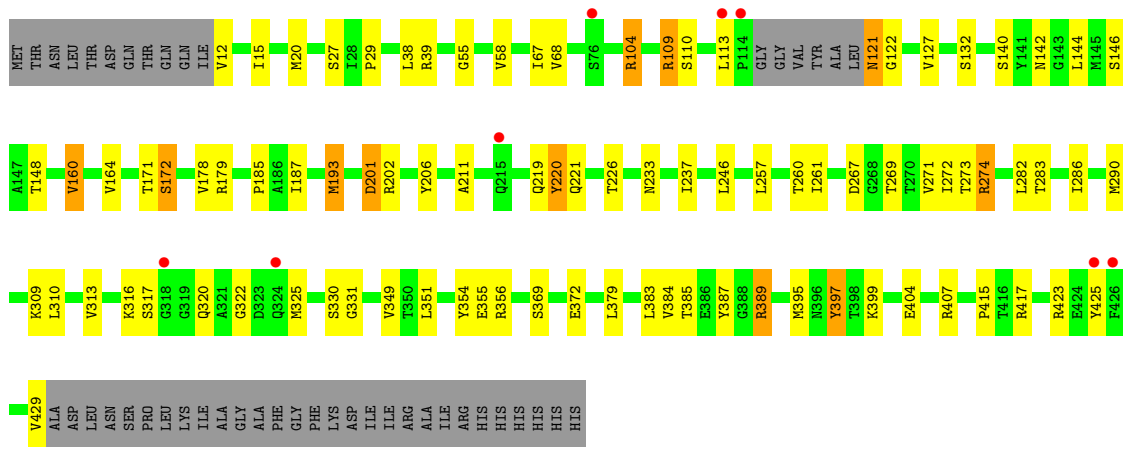 MET THR ASN LEU THR ASP GLN THR GLN GLN ILE V12 I15 M20 S27 I28 P29 L38 R39 G55 V58 I67 V68 S76 R104 R109 S110 L113 P114 GLY GLY VAL TYR ALA LEU N121 G122 V127 S132 S140 Y141 N142 G143 L144 M145 S146
A147 T148 V160 V164 T171 S172 V178 R179 P185 A186 I187 M193 D201 R202 Y206 A211 Q215 Q219 Y220 Q221 T226 N233 I237 L246 L257 T260 I261 D267 G268 T269 T270 V271 I272 T273 R274 L282 T283 I286 M290
K309 L310 V313 K316 S317 G318 G319 Q320 A321 G322 D323 Q324 M325 S330 G331 V349 T350 L351 Y354 E355 R356 S369 E372 L379 L383 V384 T385 E386 Y387 G388 R389 M395 N396 Y397 T398 K399 E404 R407 P415 T416 R417 R423 E424 Y425 F426
V429 ALA ASP LEU ASN SER PRO LEU LYS ILE ALA GLY ALA PHE GLY PHE LYS ASP ILE ILE ARG ALA ILE ARG HIS HIS HIS HIS HIS HIS